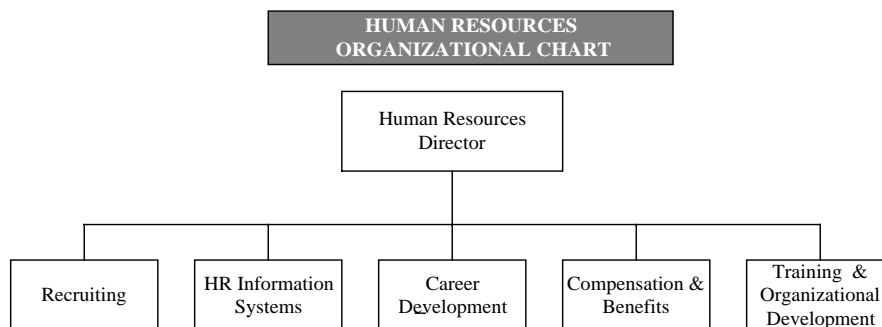 HUMAN RESOURCES
ORGANIZATIONAL CHART
Human Resources
Director
Recruiting
HR Information
Systems
Career
Development
Compensation &
Benefits
Training &
Organizational
Development